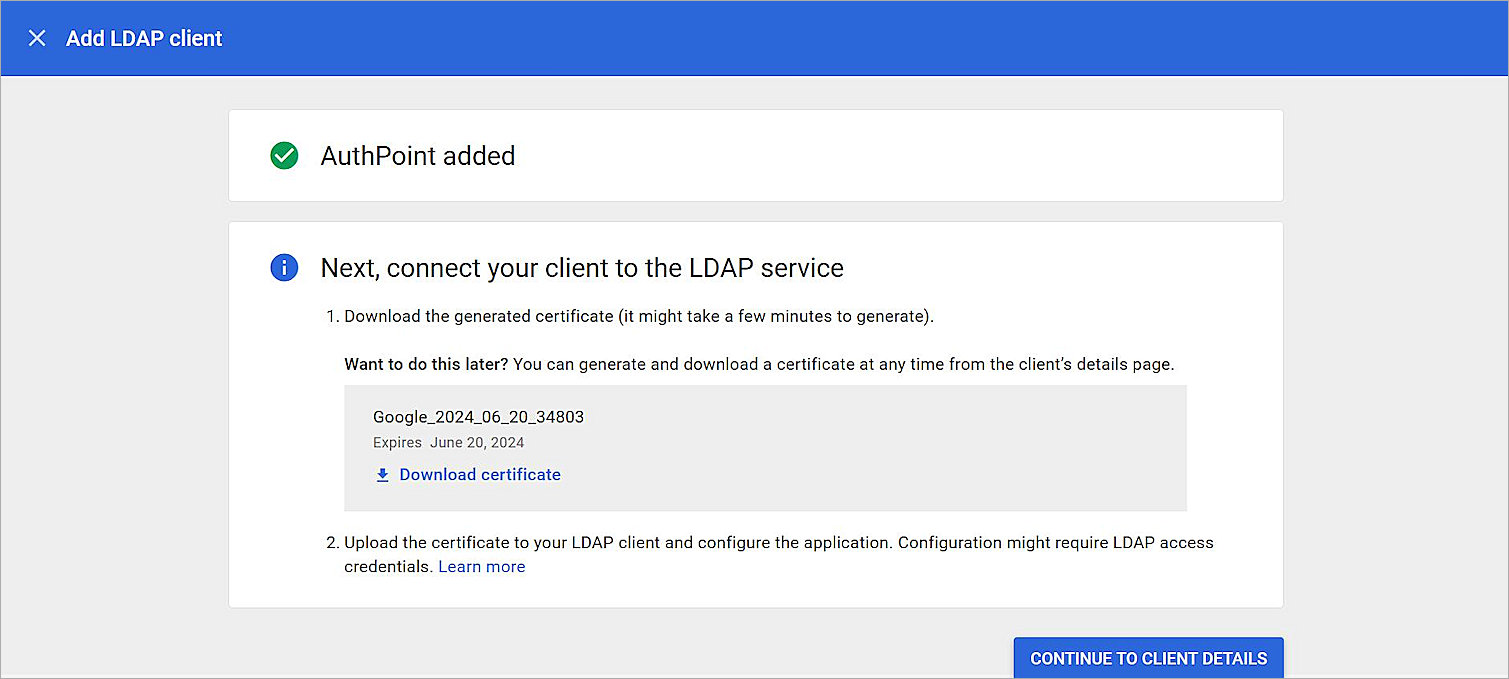 Add LDAP client
AuthPoint added
Next, connect your client to the LDAP service
1. Download the generated certificate (it might take a few minutes to generate).
Want to do this later? You can generate and download a certificate at any time from the client's details page.
Google_2024_06_20_34803
Expires June 20, 2024
Download certificate
2. Upload the certificate to your LDAP client and configure the application. Configuration might require LDAP access
credentials. Learn more
CONTINUE TO CLIENT DETAILS